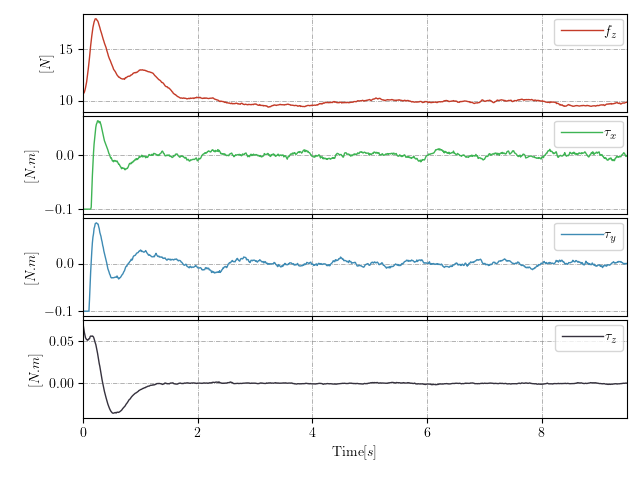 f_z
15
10
[N]
τ_x
0.0
−0.1
[N.m]
τ_y
0.0
−0.1
[N.m]
τ_z
0.05
0.00
[N.m]
0 2 4 6 8
Time[s]